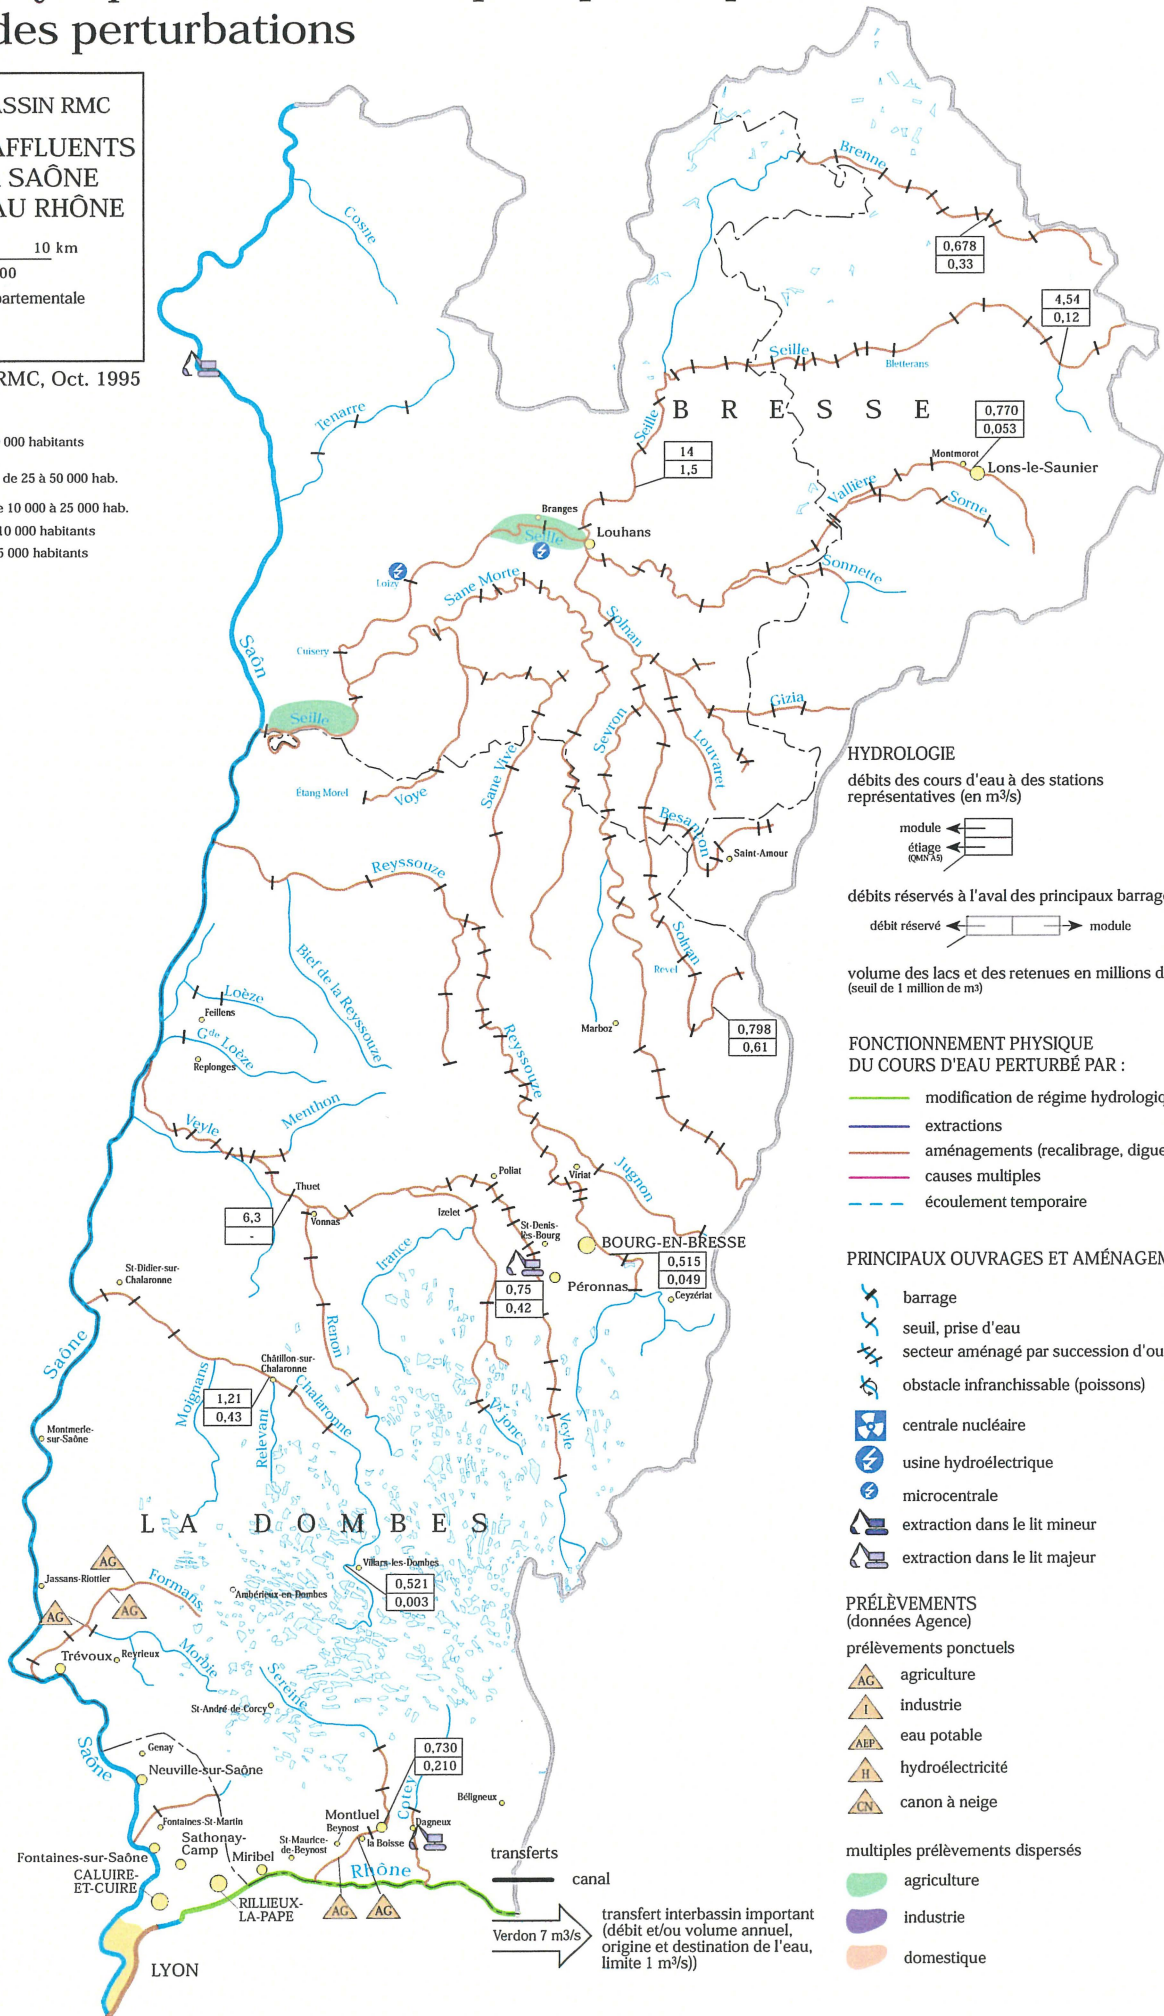 des perturbations
ASSIN RMC
AFFLUENTS
SAÔNE
AU RHÔNE
10 km
00
partementale
RMC, Oct. 1995
000 habitants
de 25 à 50 000 hab.
e 10 000 à 25 000 hab.
10 000 habitants
5 000 habitants
Cosne
Brenne
0,678
0,33
4,54
0,12
Seille
Bletterans
Tenarre
B R E S S E
Seille
0,770
0,053
14
1,5
Montmorot
Lons-le-Saunier
Vallière
Sorne
Branges
Seille
Louhans
Loizy
Sane Morte
Sonnette
Solnan
Cuisery
Saôn
Gizia
Seille
Sevron
Louvaret
Sane Vive
Étang Morel
Voye
Besançon
Saint-Amour
Reyssouze
Solnan
Revel
Bief de la Reyssouze
Loëze
Feillens
Gde Loëze
Replonges
Marboz
0,798
0,61
Reyssouze
Veyle
Menthon
Jugnon
Poliat
Viriat
Thuet
6,3
-
Vonnas
Izelet
St-Denis-
lès-Bourg
BOURG-EN-BRESSE
Irance
0,515
0,049
Péronnas
Ceyzériat
0,75
0,42
St-Didier-sur-
Chalaronne
Renon
Saône
Châtillon-sur-
Chalaronne
Moignans
1,21
0,43
Chalaronne
Relevant
Vx Jonc
Veyle
Montmerle-
sur-Saône
L A D O M B E S
AG
Jassans-Riottier
Formans
Villars-les-Dombes
Ambérieux-en-Dombes
0,521
0,003
AG
AG
Trévoux
Reyrieux
Morbie
Sereine
St-André-de-Corcy
Saône
Genay
Neuville-sur-Saône
0,730
0,210
Cotey
Béligneux
Fontaines-St-Martin
Montluel
Beynost
Dagneux
Sathonay-
Camp
St-Maurice-
de-Beynost
la Boisse
Fontaines-sur-Saône
Miribel
CALUIRE-
ET-CUIRE
Rhône
RILLIEUX-
LA-PAPE
AG
AG
LYON
transferts
canal
Verdon 7 m3/s
transfert interbassin important
(débit et/ou volume annuel,
origine et destination de l'eau,
limite 1 m³/s))
HYDROLOGIE
débits des cours d'eau à des stations
représentatives (en m³/s)
module
étiage
(QMN A5)
débits réservés à l'aval des principaux barrag
débit réservé
module
volume des lacs et des retenues en millions d
(seuil de 1 million de m3)
FONCTIONNEMENT PHYSIQUE
DU COURS D'EAU PERTURBÉ PAR :
modification de régime hydrologiq
extractions
aménagements (recalibrage, digue
causes multiples
écoulement temporaire
PRINCIPAUX OUVRAGES ET AMÉNAGEM
barrage
seuil, prise d'eau
secteur aménagé par succession d'ou
obstacle infranchissable (poissons)
centrale nucléaire
usine hydroélectrique
microcentrale
extraction dans le lit mineur
extraction dans le lit majeur
PRÉLÈVEMENTS
(données Agence)
prélèvements ponctuels
AG agriculture
I industrie
AEP eau potable
H hydroélectricité
CN canon à neige
multiples prélèvements dispersés
agriculture
industrie
domestique